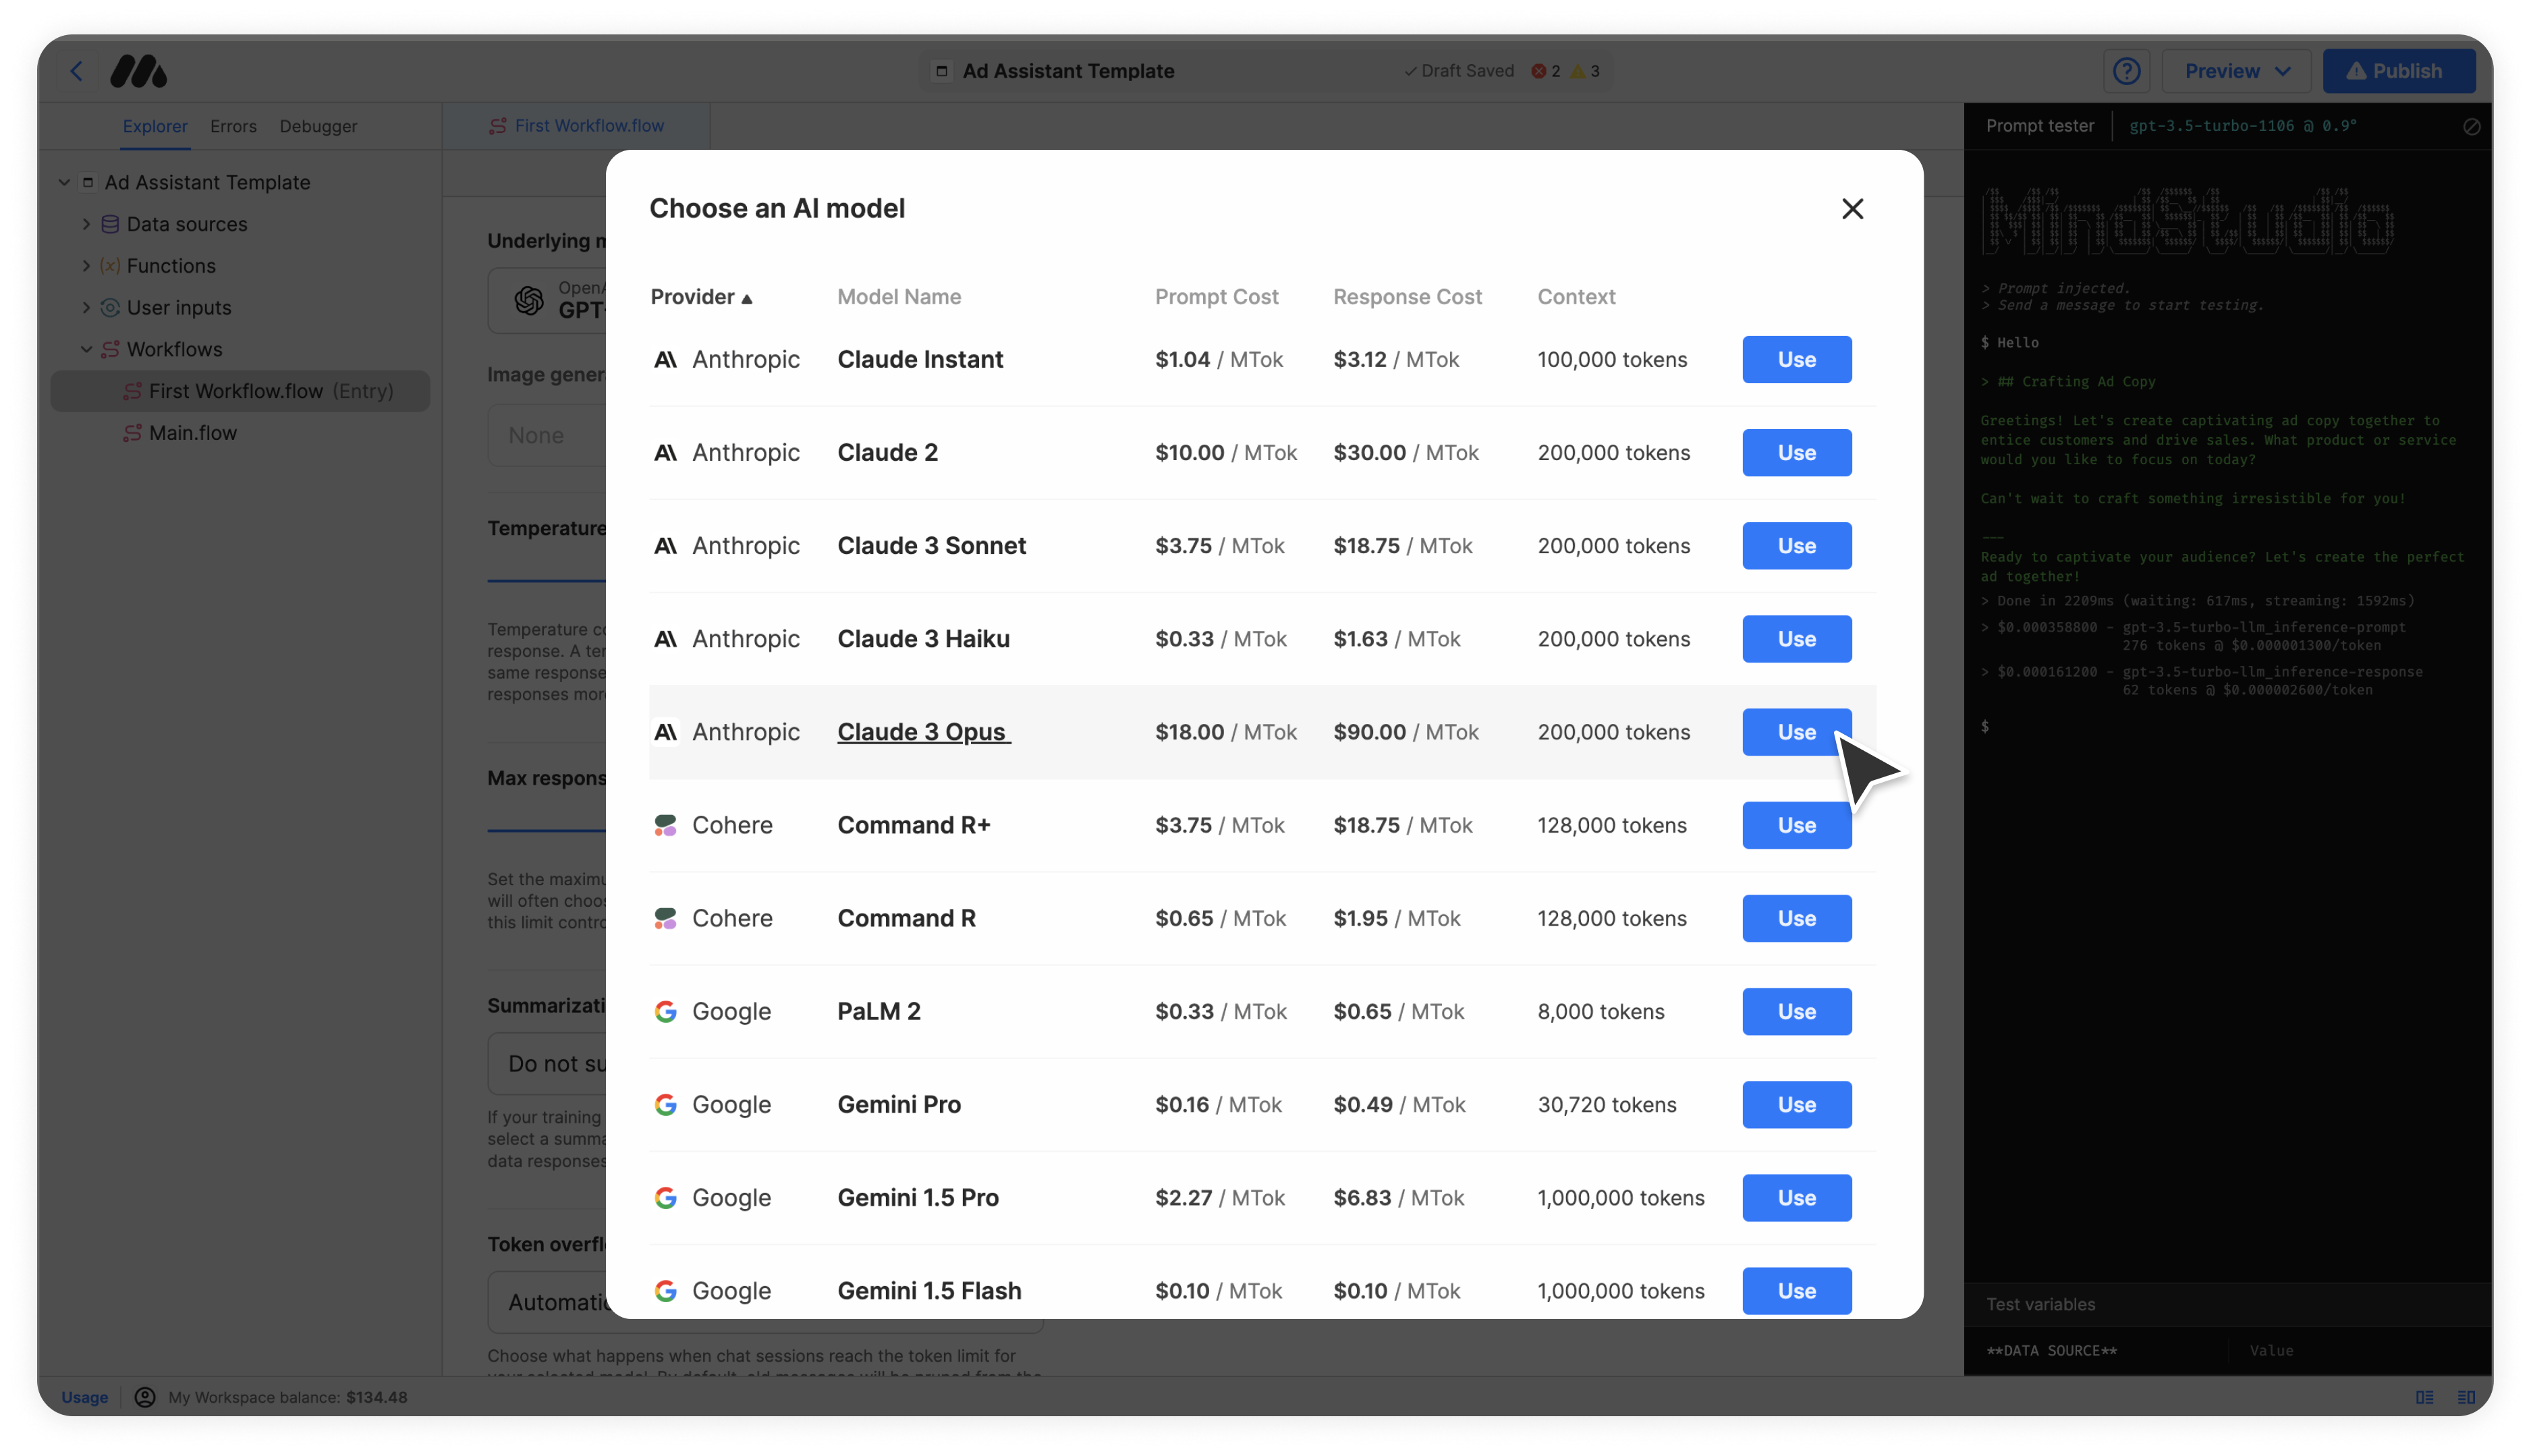 Ad Assistant Template
Draft Saved 2 3
Preview
Publish
Explorer Errors Debugger
First Workflow.flow
Prompt tester gpt-3.5-turbo-1106 @ 0.9°
Ad Assistant Template
Data sources
Functions
User inputs
Workflows
First Workflow.flow (Entry)
Main.flow
Underlying
GPT-
Image
None
Temperature
Temperature
response. A
same response
responses
Max
Set the
will often
this limit
Do not
If your training
select a
data responses
Token
Choose what happens when chat sessions reach the token limit for
Choose an AI model
Provider ▲ Model Name Prompt Cost Response Cost Context
Anthropic Claude Instant $1.04 / MTok $3.12 / MTok 100,000 tokens Use
Anthropic Claude 2 $10.00 / MTok $30.00 / MTok 200,000 tokens Use
Anthropic Claude 3 Sonnet $3.75 / MTok $18.75 / MTok 200,000 tokens Use
Anthropic Claude 3 Haiku $0.33 / MTok $1.63 / MTok 200,000 tokens Use
Anthropic Claude 3 Opus $18.00 / MTok $90.00 / MTok 200,000 tokens Use
Cohere Command R+ $3.75 / MTok $18.75 / MTok 128,000 tokens Use
Cohere Command R $0.65 / MTok $1.95 / MTok 128,000 tokens Use
Google PaLM 2 $0.33 / MTok $0.65 / MTok 8,000 tokens Use
Google Gemini Pro $0.16 / MTok $0.49 / MTok 30,720 tokens Use
Google Gemini 1.5 Pro $2.27 / MTok $6.83 / MTok 1,000,000 tokens Use
Google Gemini 1.5 Flash $0.10 / MTok $0.10 / MTok 1,000,000 tokens Use
MindStudio
> Prompt injected.
> Send a message to start testing.
$ Hello
> ## Crafting Ad Copy
Greetings! Let's create captivating ad copy together to
entice customers and drive sales. What product or service
would you like to focus on today?
Can't wait to craft something irresistible for you!
---
Ready to captivate your audience? Let's create the perfect
ad together!
> Done in 2209ms (waiting: 617ms, streaming: 1592ms)
> $0.000358800 - gpt-3.5-turbo-llm_inference-prompt
276 tokens @ $0.000001300/token
> $0.000161200 - gpt-3.5-turbo-llm_inference-response
62 tokens @ $0.000002600/token
$
Test variables
**DATA SOURCE** Value
Usage My Workspace balance: $134.48